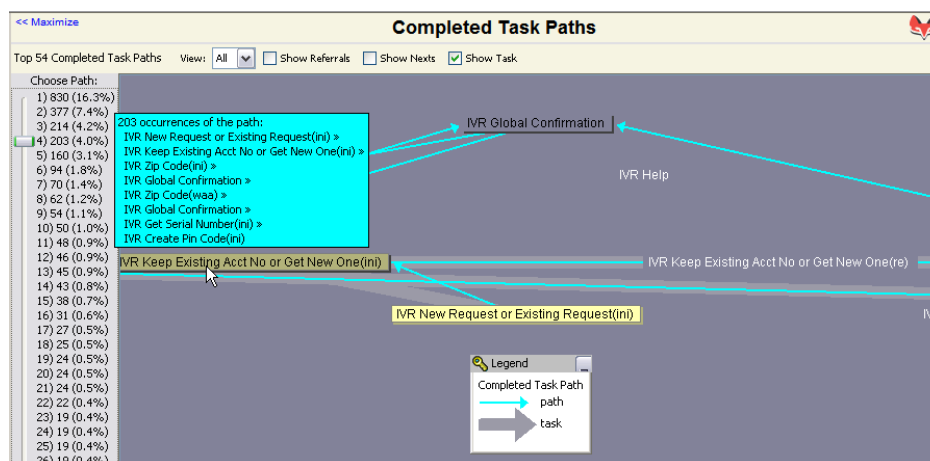 << Maximize
Completed Task Paths
Top 54 Completed Task Paths View: All Show Referrals Show Nexts Show Task
Choose Path:
1) 830 (16.3%)
2) 377 (7.4%)
3) 214 (4.2%)
4) 203 (4.0%)
5) 160 (3.1%)
6) 94 (1.8%)
7) 70 (1.4%)
8) 62 (1.2%)
9) 54 (1.1%)
10) 50 (1.0%)
11) 48 (0.9%)
12) 46 (0.9%)
13) 45 (0.9%)
14) 43 (0.8%)
15) 38 (0.7%)
16) 31 (0.6%)
17) 27 (0.5%)
18) 25 (0.5%)
19) 24 (0.5%)
20) 24 (0.5%)
21) 24 (0.5%)
22) 22 (0.4%)
23) 19 (0.4%)
24) 19 (0.4%)
25) 19 (0.4%)
26) 19 (0.4%)
203 occurrences of the path:
IVR New Request or Existing Request(ini) »
IVR Keep Existing Acct No or Get New One(ini) »
IVR Zip Code(ini) »
IVR Global Confirmation »
IVR Zip Code(waa) »
IVR Global Confirmation »
IVR Get Serial Number(ini) »
IVR Create Pin Code(ini)
IVR Global Confirmation
IVR Help
IVR Keep Existing Acct No or Get New One(ini)
IVR Keep Existing Acct No or Get New One(re)
IVR New Request or Existing Request(ini)
Legend
Completed Task Path
path
task